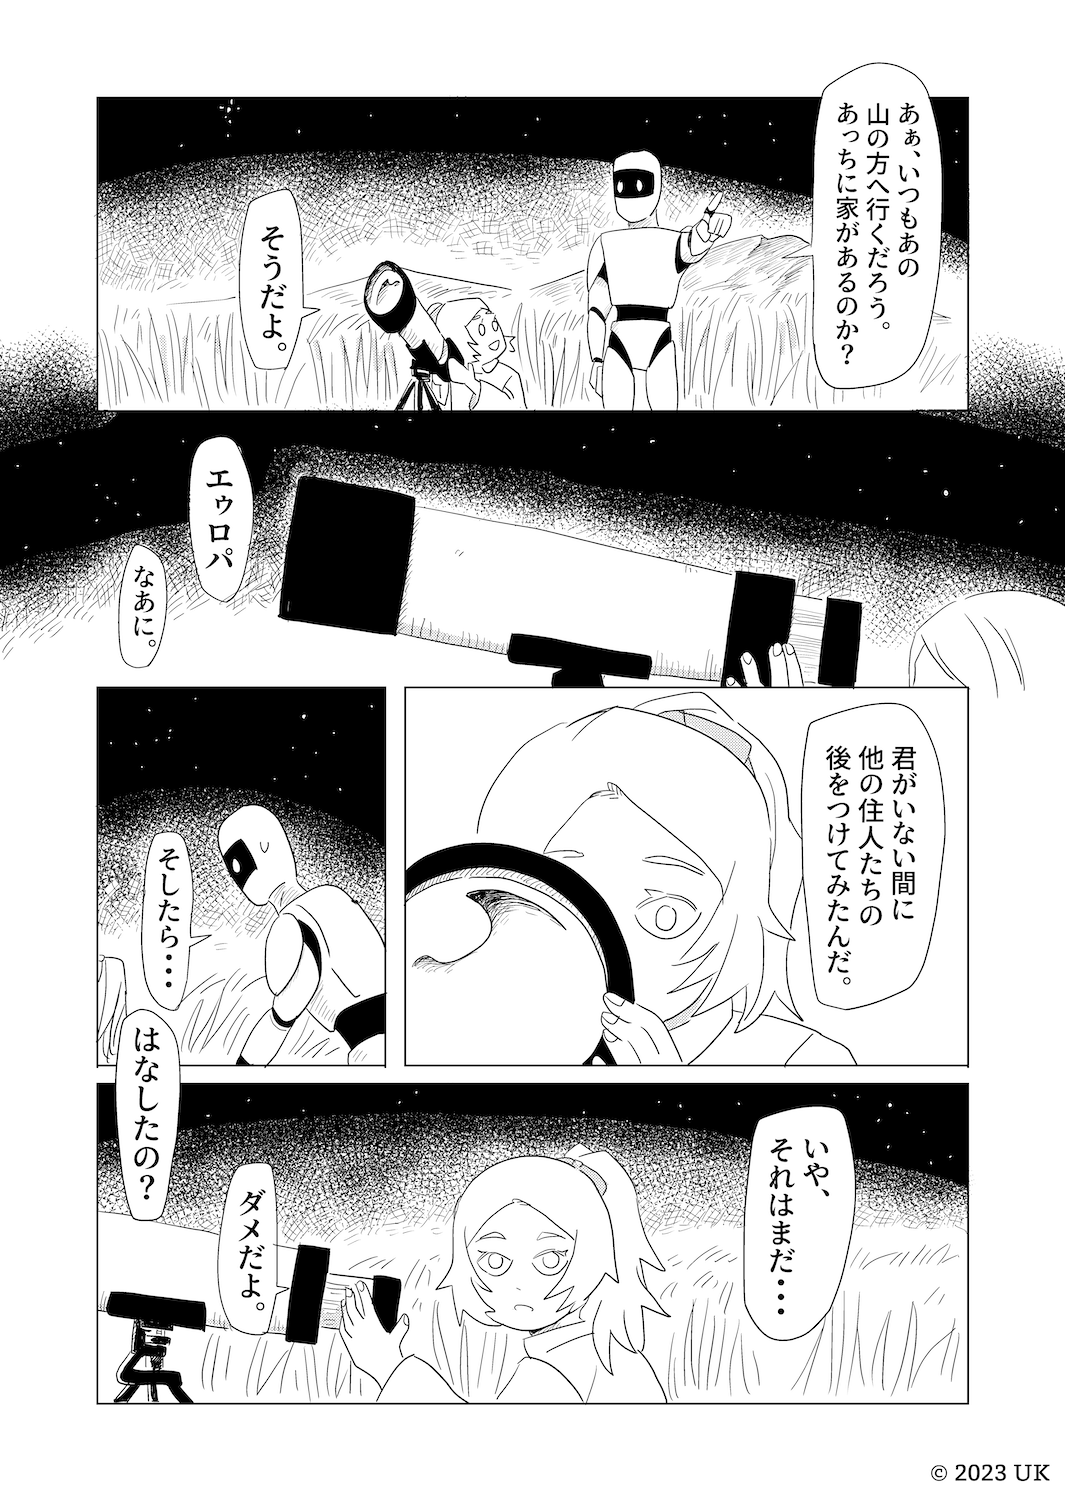 あぁ、いつもあの
山の方へ行くだろう。
あっちに家があるのか？
そうだよ。
エゥロパ
なあに。
君がいない間に
他の住人たちの
後をつけてみたんだ。
そしたら・・・
はなしたの？
いや、
それはまだ・・・
ダメだよ。
© 2023 UK